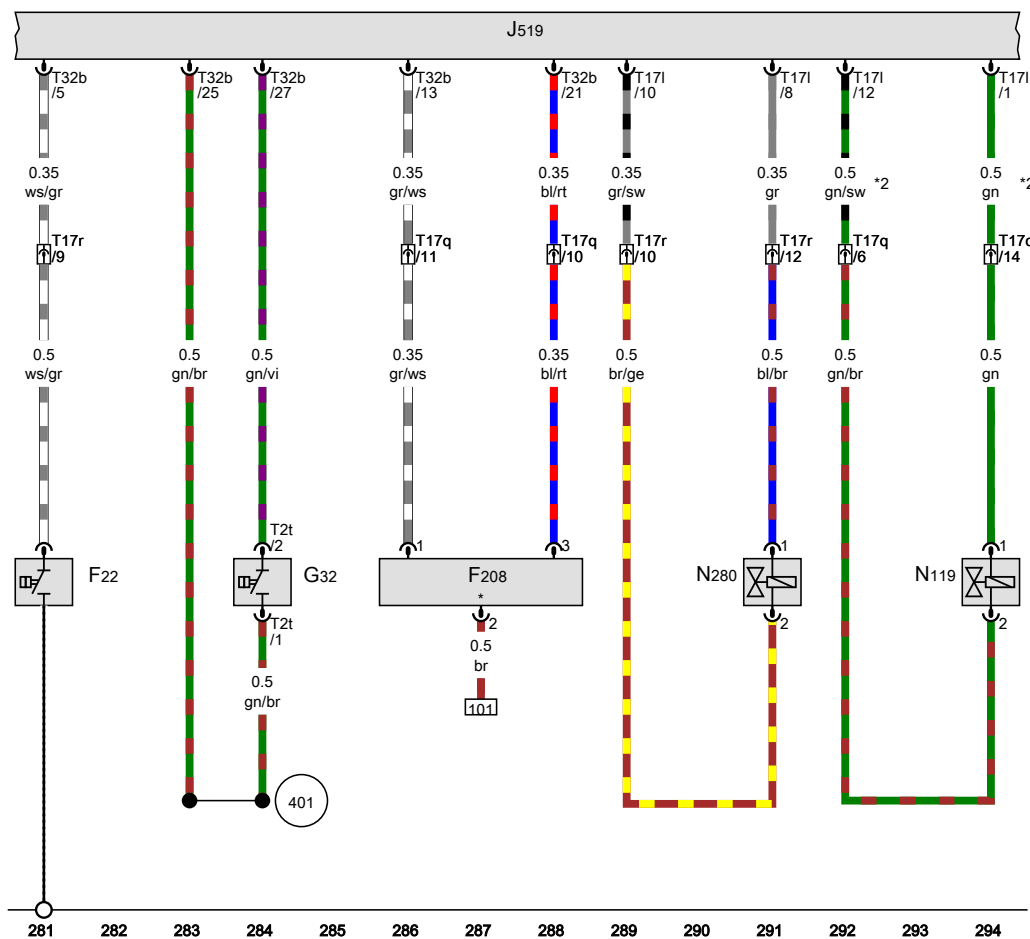 J519
T32b /5
T32b /25
T32b /27
T32b /13
T32b /21
T17l /10
T17l /8
T17l /12
T17l /1
0.35 ws/gr
0.35 gr/ws
0.35 bl/rt
0.35 gr/sw
0.35 gr
0.5 gn/sw *2
0.5 gn *2
T17r /9
T17q /11
T17q /10
T17r /10
T17r /12
T17q /6
/14
0.5 ws/gr
0.5 gn/br
0.5 gn/vi
0.35 gr/ws
0.35 bl/rt
0.5 br/ge
0.5 bl/br
0.5 gn/br
0.5 gn
T2t /2
1
3
1
1
F22
G32
F208
*
N280
N119
T2t /1
2
2
2
0.5 gn/br
0.5 br
101
401
281 282 283 284 285 286 287 288 289 290 291 292 293 294